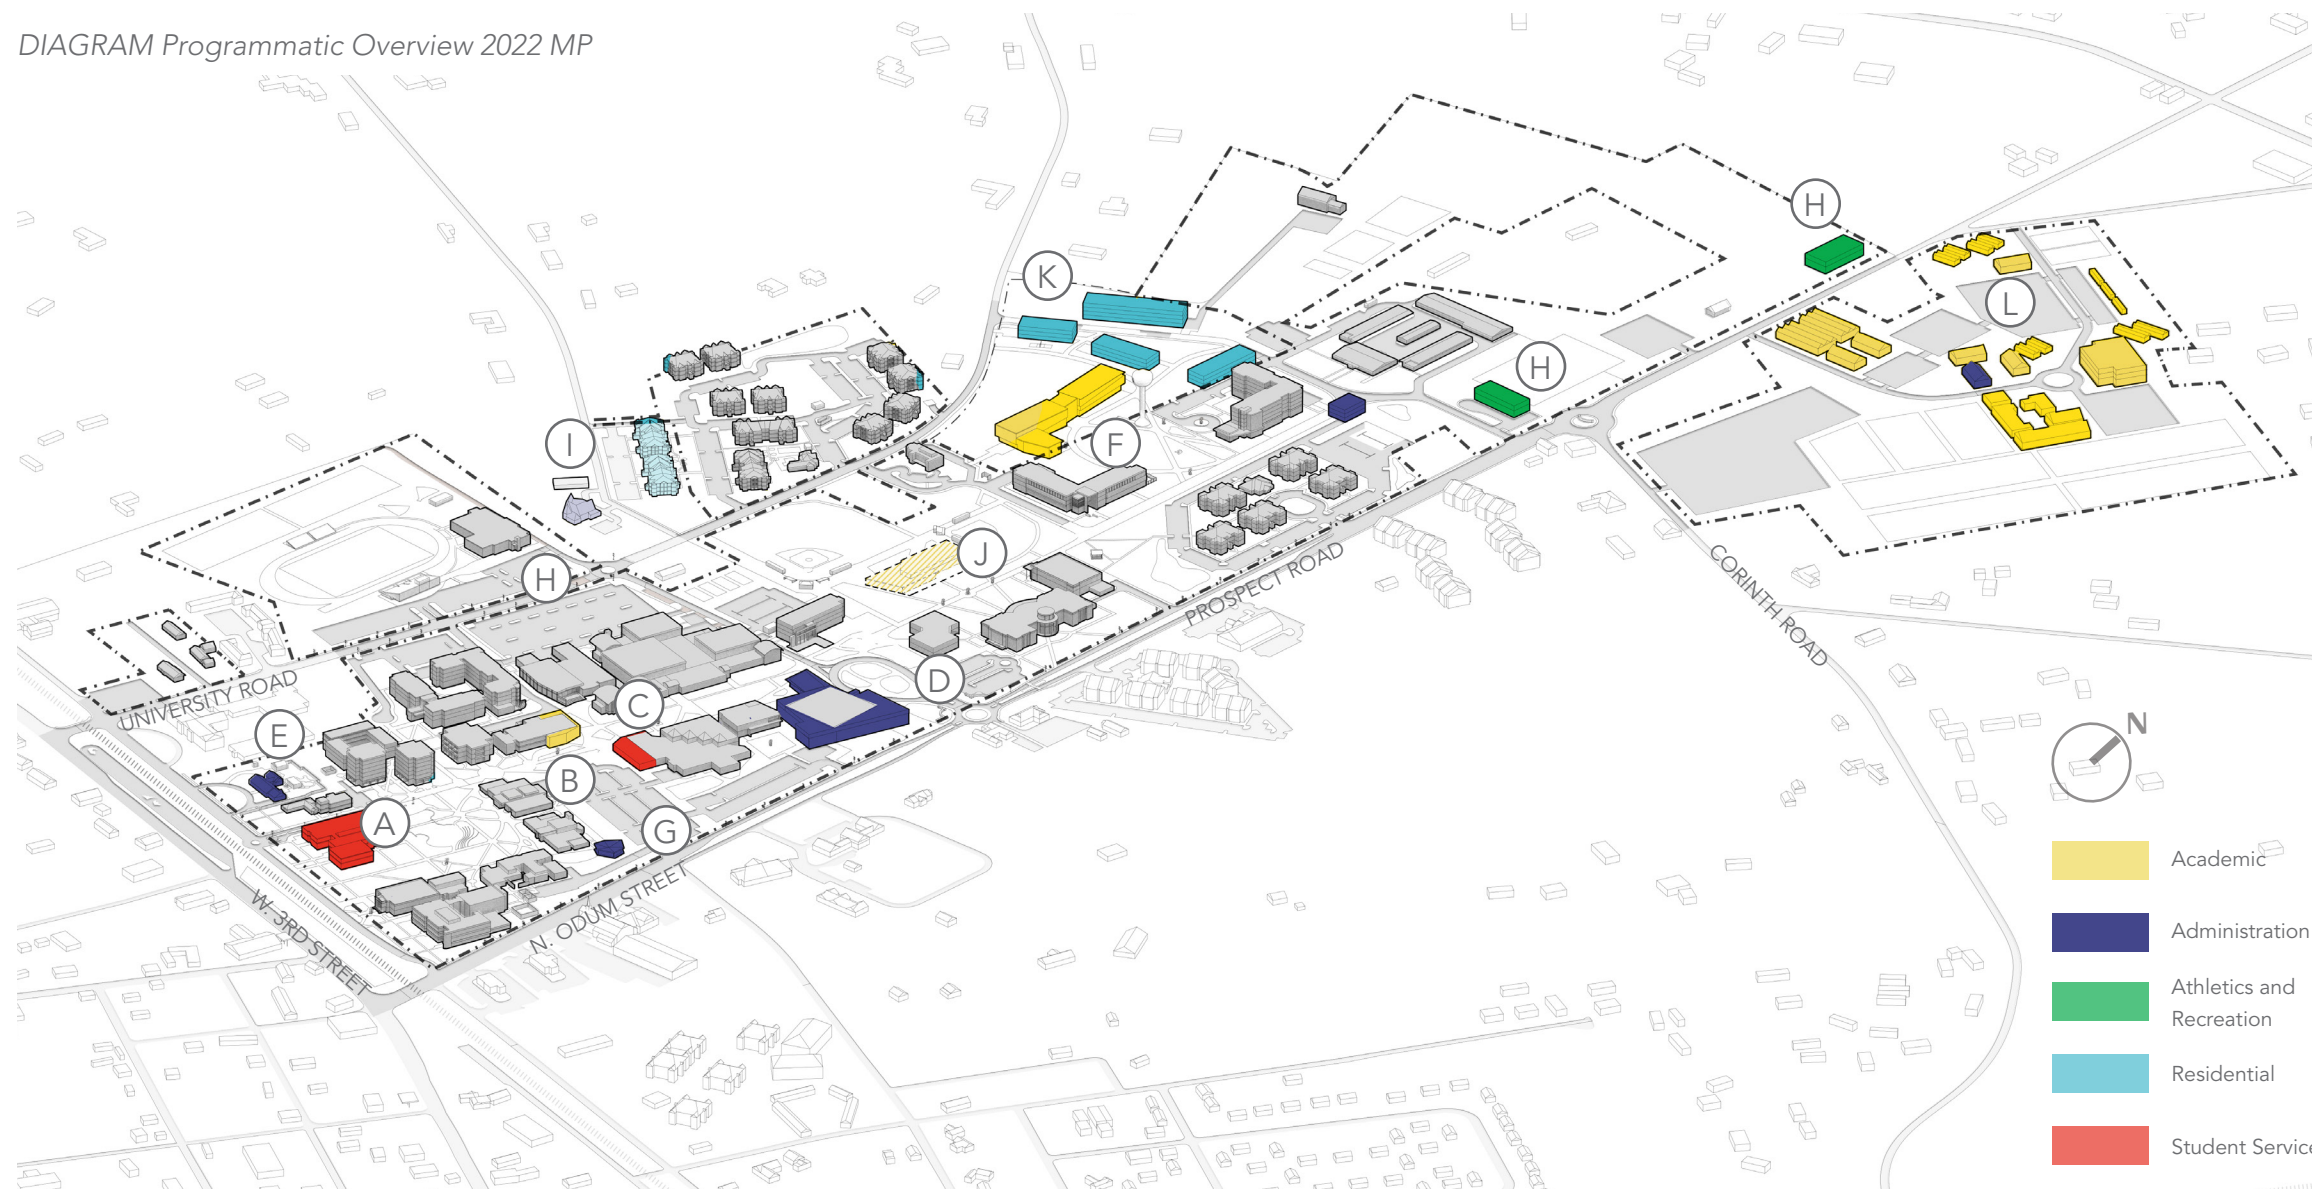 DIAGRAM Programmatic Overview 2022 MP
H
K
L
H
I
F
J
H
PROSPECT ROAD
CORINTH ROAD
D
UNIVERSITY ROAD
C
E
N
B
A
G
N. ODUM STREET
W. 3RD STREET
Academic
Administration
Athletics and
Recreation
Residential
Student Service